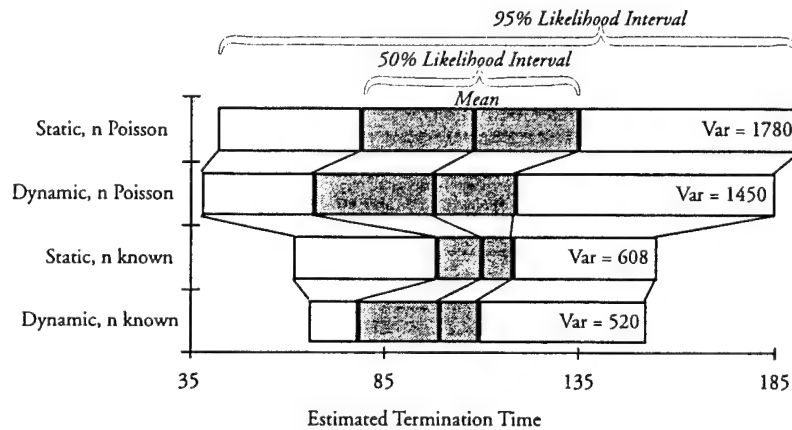 95% Likelihood Interval
50% Likelihood Interval
Mean
Static, n Poisson
Var = 1780
Dynamic, n Poisson
Var = 1450
Static, n known
Var = 608
Dynamic, n known
Var = 520
35 85 135 185
Estimated Termination Time